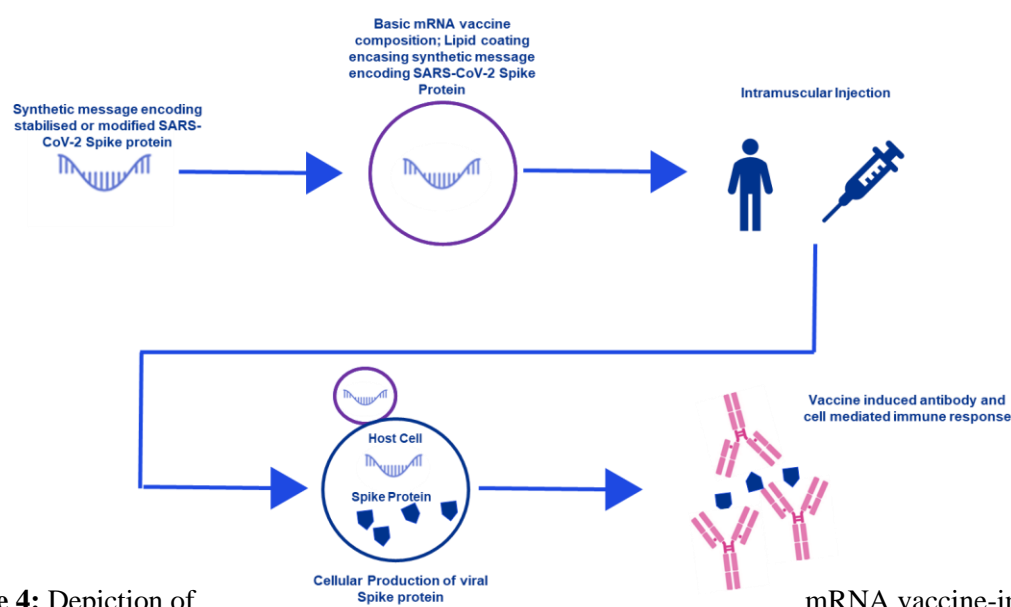 Synthetic message encoding
stabilised or modified SARS-
CoV-2 Spike protein
Basic mRNA vaccine
composition; Lipid coating
encasing synthetic message
encoding SARS-CoV-2 Spike
Protein
Intramuscular Injection
Host Cell
Spike Protein
Cellular Production of viral
Spike protein
Vaccine induced antibody and
cell mediated immune response
4: Depiction of
mRNA